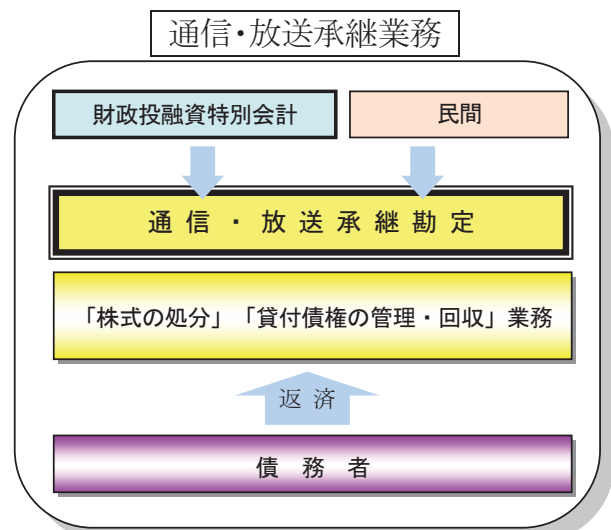 通信・放送承継業務
財政投融資特別会計
民間
通信・放送承継勘定
「株式の処分」「貸付債権の管理・回収」業務
返済
債務者